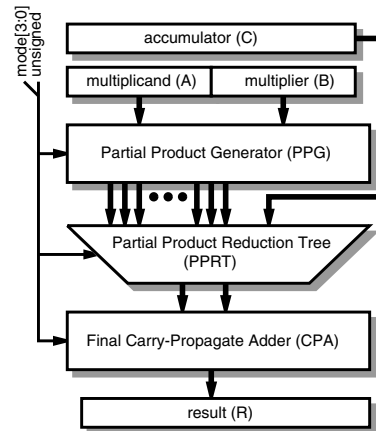 mode[3:0]
unsigned
accumulator (C)
multiplicand (A)
multiplier (B)
Partial Product Generator (PPG)
Partial Product Reduction Tree
(PPRT)
Final Carry-Propagate Adder (CPA)
result (R)